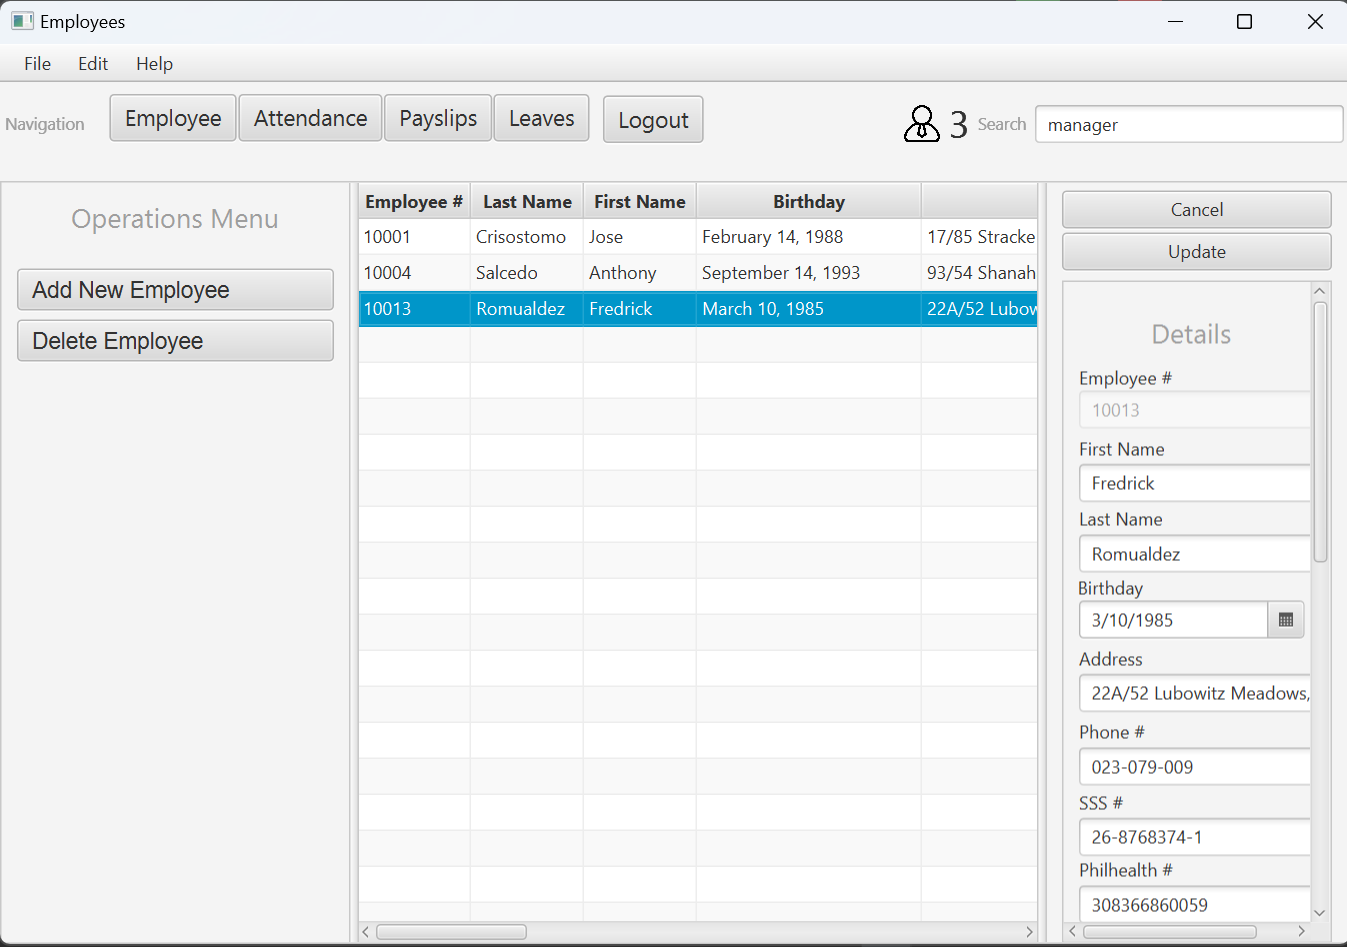 Employees
File Edit Help
Navigation Employee Attendance Payslips Leaves Logout 3 Search manager
Operations Menu
Add New Employee
Delete Employee
Employee # Last Name First Name Birthday
10001 Crisostomo Jose February 14, 1988 17/85 Stracke
10004 Salcedo Anthony September 14, 1993 93/54 Shanah
10013 Romualdez Fredrick March 10, 1985 22A/52 Lubow
Cancel
Update
Details
Employee #
10013
First Name
Fredrick
Last Name
Romualdez
Birthday
3/10/1985
Address
22A/52 Lubowitz Meadows,
Phone #
023-079-009
SSS #
26-8768374-1
Philhealth #
308366860059